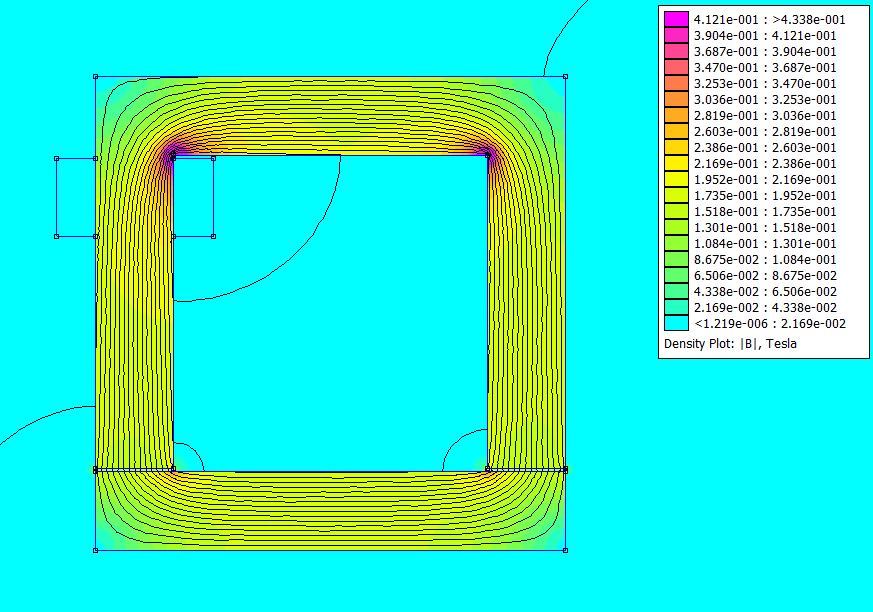 4.121e-001 : >4.338e-001
3.904e-001 : 4.121e-001
3.687e-001 : 3.904e-001
3.470e-001 : 3.687e-001
3.253e-001 : 3.470e-001
3.036e-001 : 3.253e-001
2.819e-001 : 3.036e-001
2.603e-001 : 2.819e-001
2.386e-001 : 2.603e-001
2.169e-001 : 2.386e-001
1.952e-001 : 2.169e-001
1.735e-001 : 1.952e-001
1.518e-001 : 1.735e-001
1.301e-001 : 1.518e-001
1.084e-001 : 1.301e-001
8.675e-002 : 1.084e-001
6.506e-002 : 8.675e-002
4.338e-002 : 6.506e-002
2.169e-002 : 4.338e-002
<1.219e-006 : 2.169e-002
Density Plot: |B|, Tesla